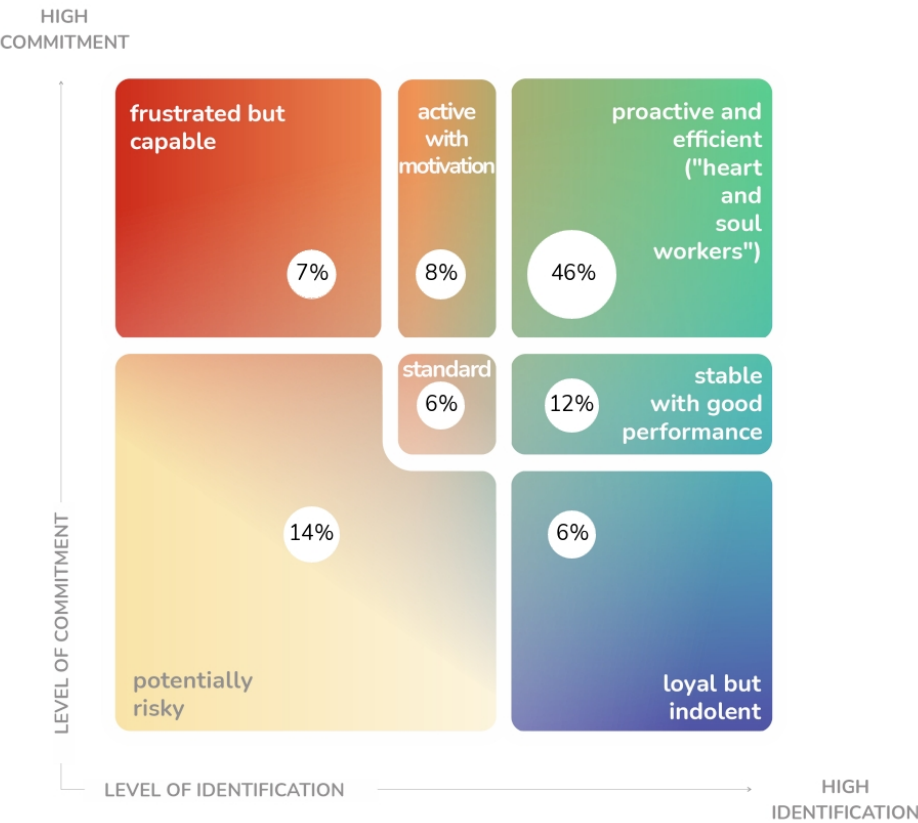 HIGH
COMMITMENT
frustrated but
capable
7%
active
with
motivation
8%
proactive and
efficient
("heart
and
soul
workers")
46%
standard
6%
stable
with good
performance
12%
14%
potentially
risky
6%
loyal but
indolent
LEVEL OF COMMITMENT
LEVEL OF IDENTIFICATION
HIGH
IDENTIFICATION